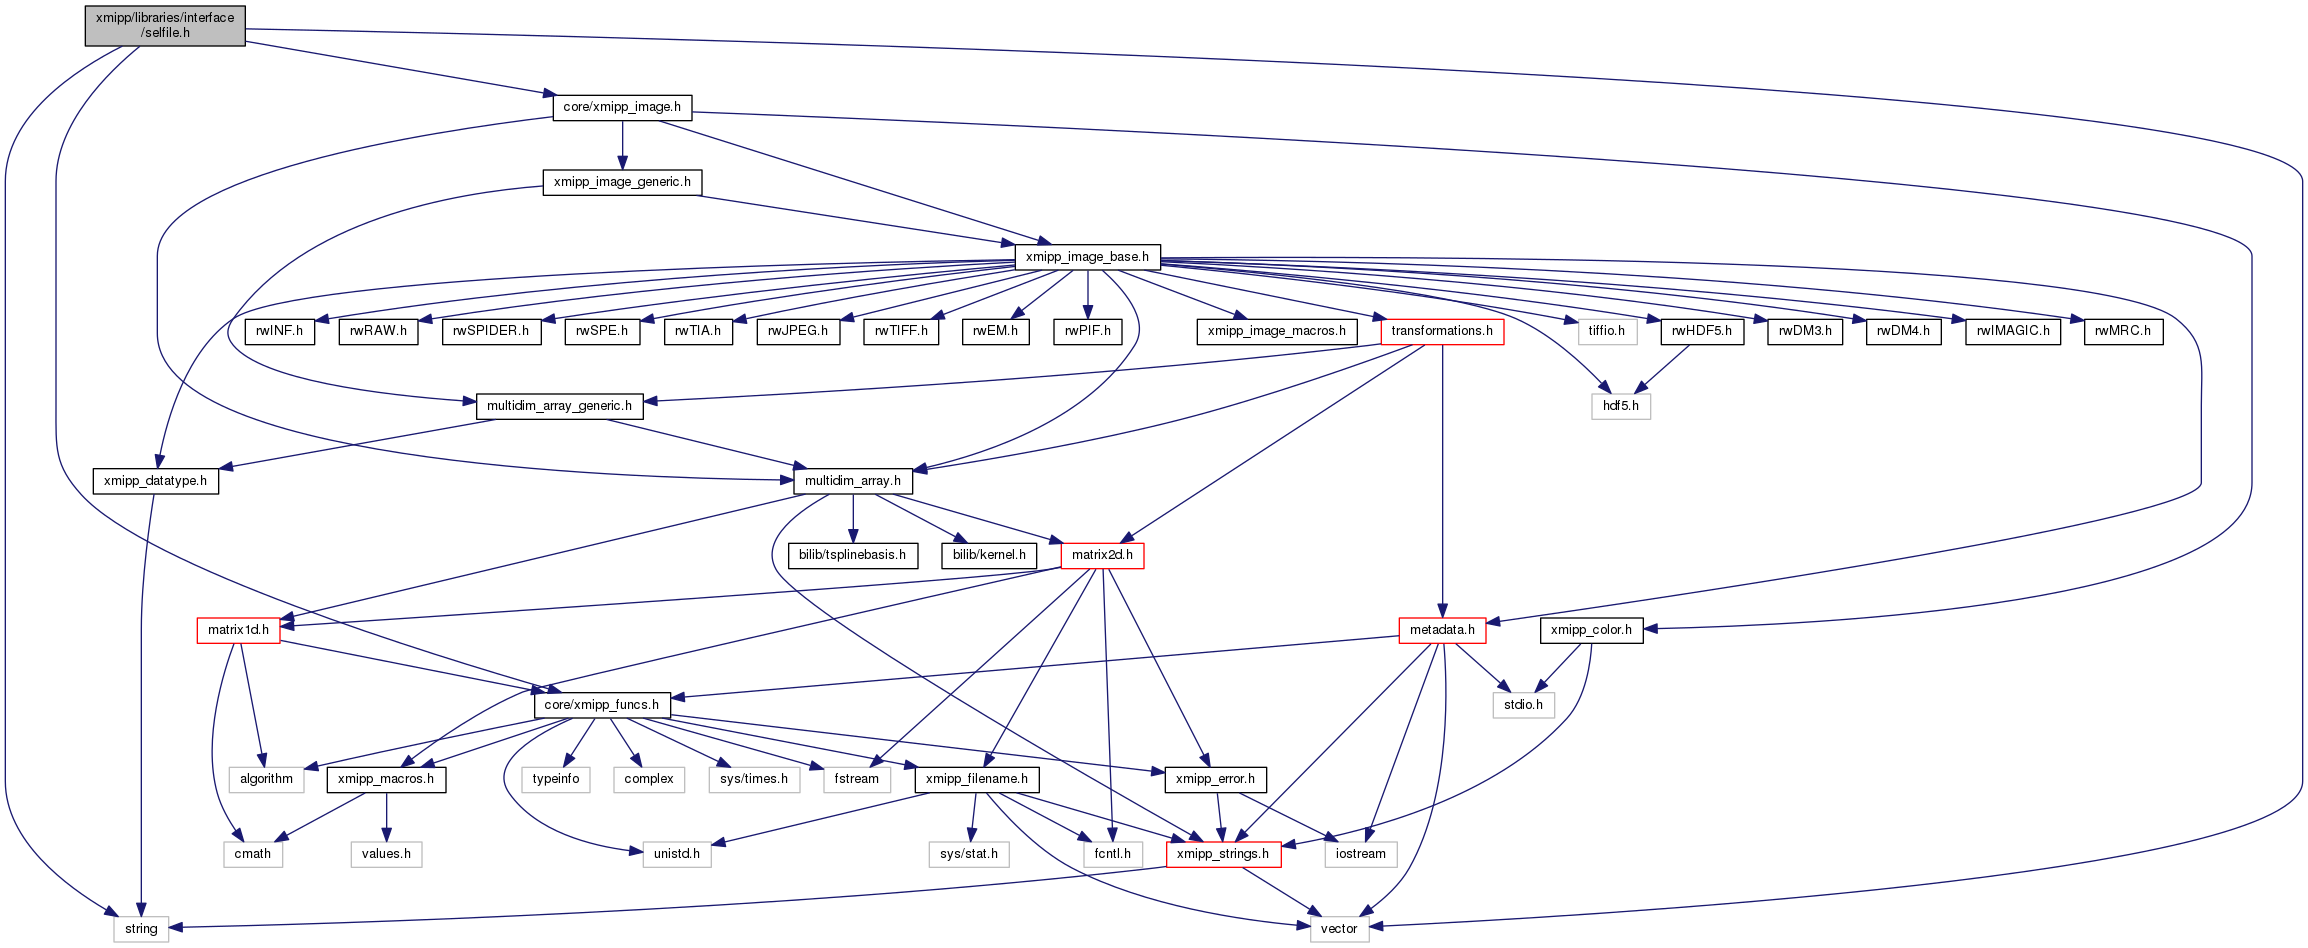 xmipp/libraries/interface
/selfile.h
core/xmipp_image.h
xmipp_image_generic.h
xmipp_image_base.h
rwINF.h
rwRAW.h
rwSPIDER.h
rwSPE.h
rwTIA.h
rwJPEG.h
rwTIFF.h
rwEM.h
rwPIF.h
xmipp_image_macros.h
transformations.h
tiffio.h
rwHDF5.h
rwDM3.h
rwDM4.h
rwIMAGIC.h
rwMRC.h
multidim_array_generic.h
hdf5.h
xmipp_datatype.h
multidim_array.h
bilib/tsplinebasis.h
bilib/kernel.h
matrix2d.h
matrix1d.h
metadata.h
xmipp_color.h
core/xmipp_funcs.h
stdio.h
algorithm
xmipp_macros.h
typeinfo
complex
sys/times.h
fstream
xmipp_filename.h
xmipp_error.h
cmath
values.h
unistd.h
sys/stat.h
fcntl.h
xmipp_strings.h
iostream
string
vector